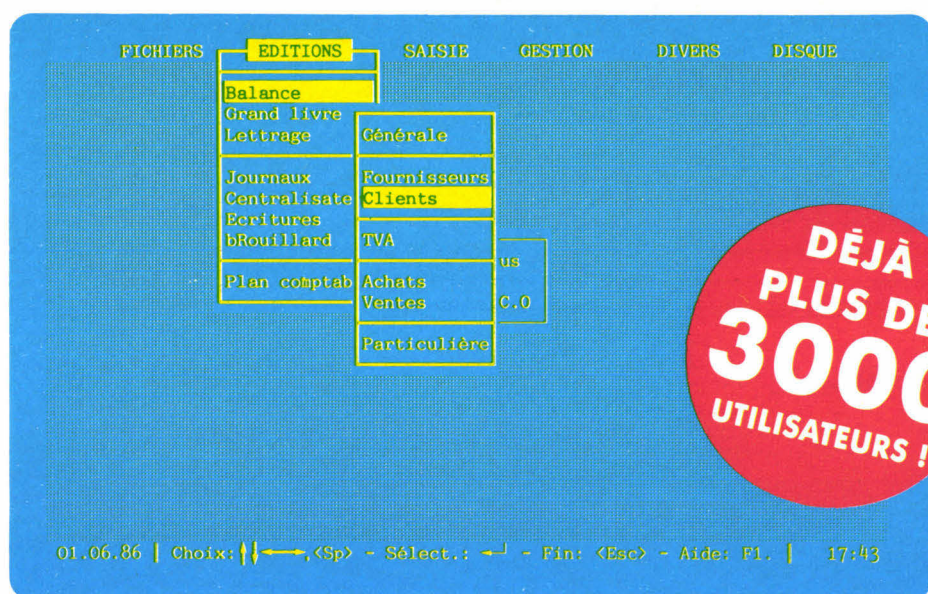 FICHIERS EDITIONS SAISIE GESTION DIVERS DISQUE
Balance
Grand livre
Lettrage
Journaux
Centralisate
Ecritures
bRouillard
Plan comptab
Générale
Fournisseurs
Clients
TVA
Achats
Ventes
Particulière
us
C.O
DÉJÀ
PLUS DE
3000
UTILISATEURS !
01.06.86 | Choix: ↑↓←→,<Sp> - Sélect.: ↵ - Fin: <Esc> - Aide: F1. | 17:43